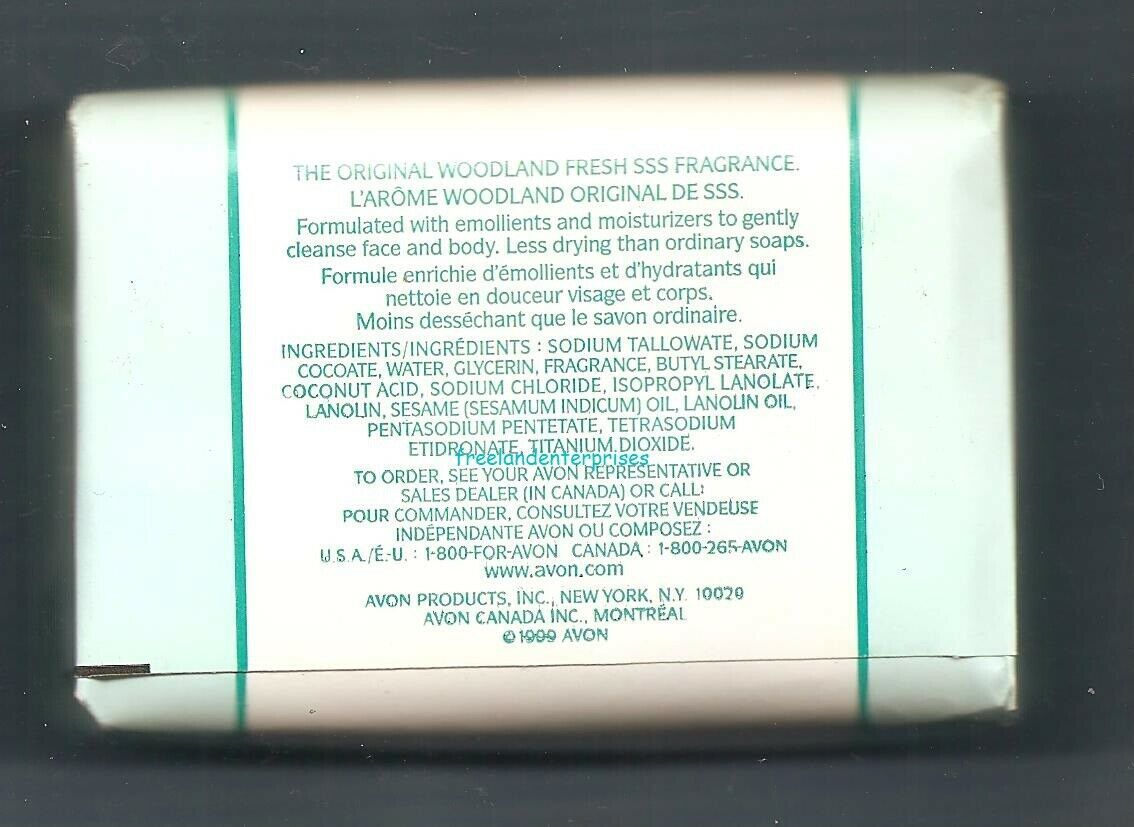 THE ORIGINAL WOODLAND FRESH SSS FRAGRANCE.
L'ARÔME WOODLAND ORIGINAL DE SSS.
Formulated with emollients and moisturizers to gently
cleanse face and body. Less drying than ordinary soaps.
Formule enrichie d'émollients et d'hydratants qui
nettoie en douceur visage et corps.
Moins desséchant que le savon ordinaire.
INGREDIENTS/INGRÉDIENTS : SODIUM TALLOWATE, SODIUM
COCOATE, WATER, GLYCERIN, FRAGRANCE, BUTYL STEARATE,
COCONUT ACID, SODIUM CHLORIDE, ISOPROPYL LANOLATE,
LANOLIN, SESAME (SESAMUM INDICUM) OIL, LANOLIN OIL,
PENTASODIUM PENTETATE, TETRASODIUM
ETIDRONATE, TITANIUM DIOXIDE.
freelandenterprises
TO ORDER, SEE YOUR AVON REPRESENTATIVE OR
SALES DEALER (IN CANADA) OR CALL:
POUR COMMANDER, CONSULTEZ VOTRE VENDEUSE
INDÉPENDANTE AVON OU COMPOSEZ :
U.S.A./É.-U. : 1-800-FOR-AVON CANADA : 1-800-265-AVON
www.avon.com
AVON PRODUCTS, INC., NEW YORK, N.Y. 10020
AVON CANADA INC., MONTRÉAL
© 1999 AVON